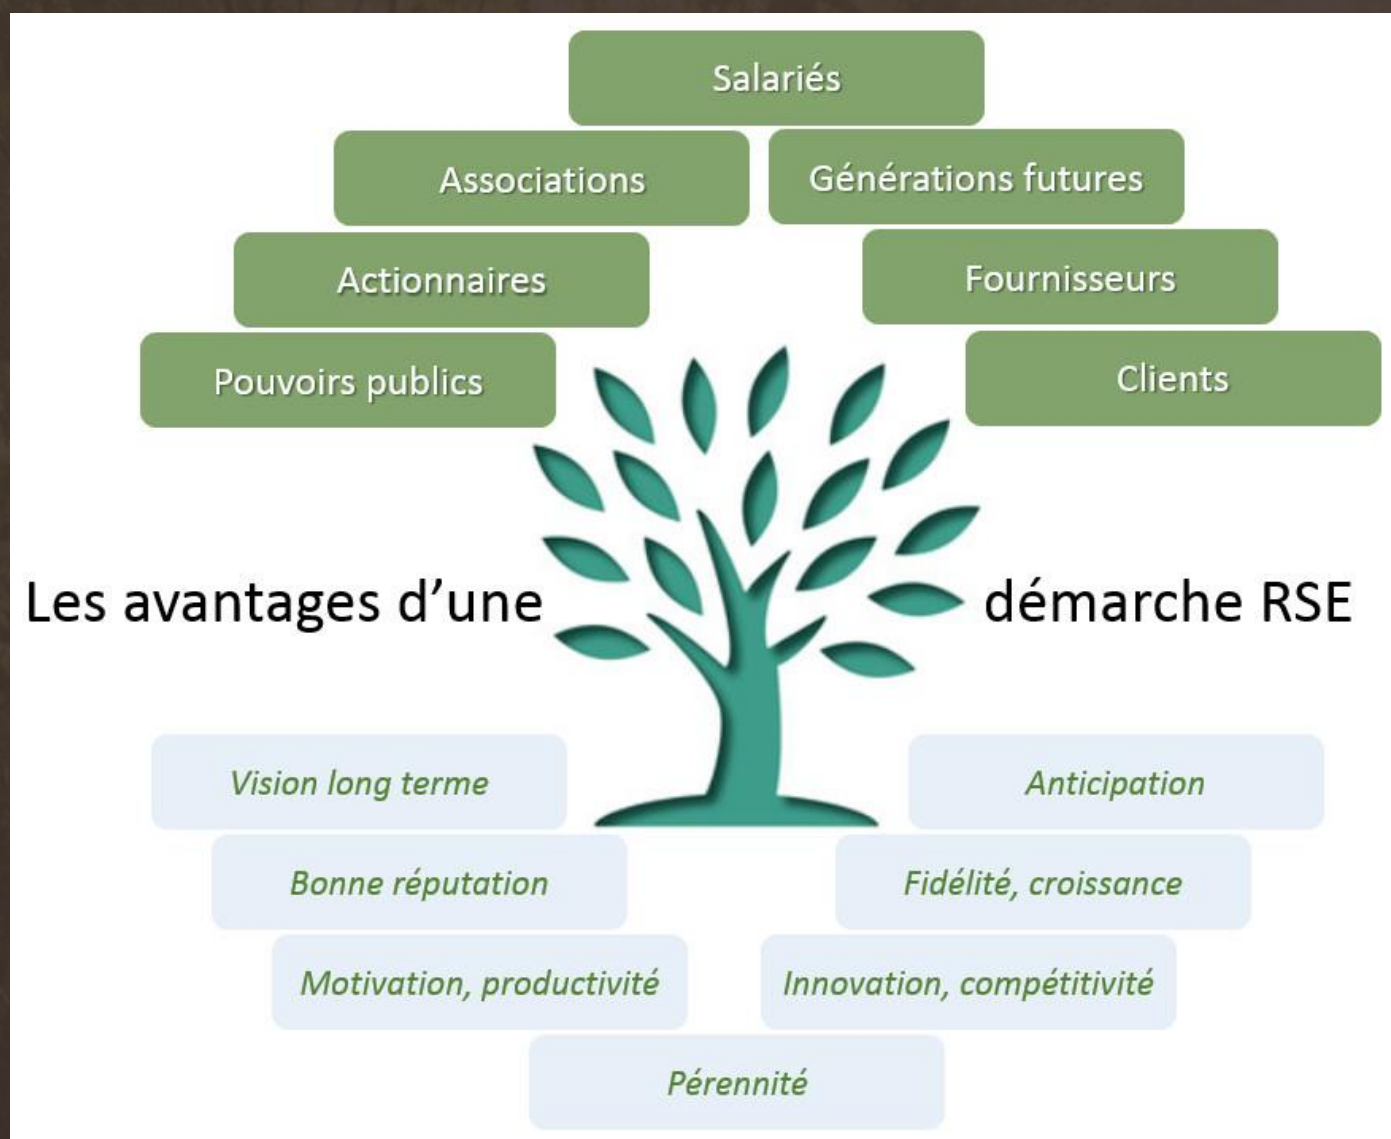 Salariés
Associations
Générations futures
Actionnaires
Fournisseurs
Pouvoirs publics
Clients
Les avantages d’une démarche RSE
Vision long terme
Anticipation
Bonne réputation
Fidélité, croissance
Motivation, productivité
Innovation, compétitivité
Pérennité